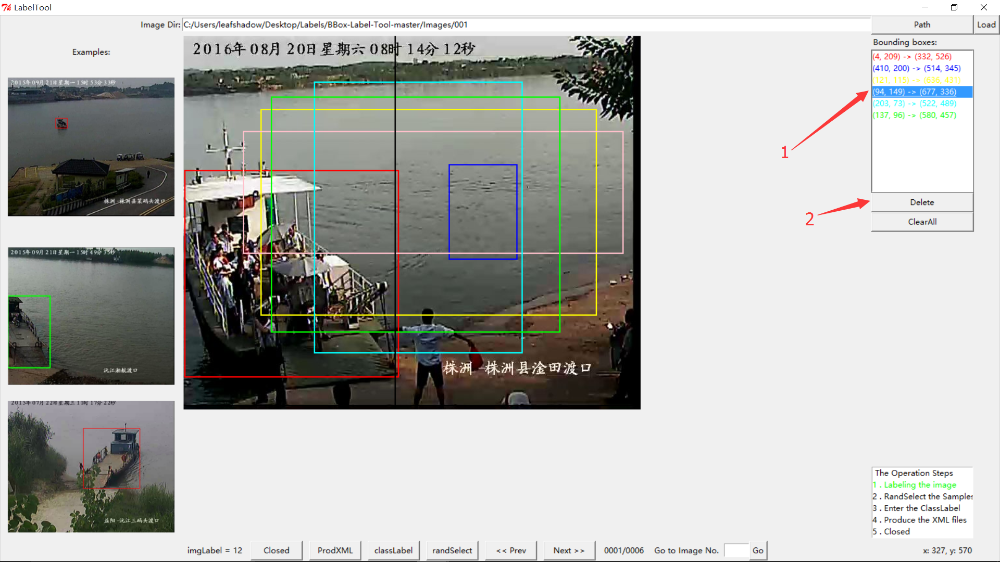 LabelTool
Image Dir: C:/Users/leafshadow/Desktop/Labels/BBox-Label-Tool-master/Images/001
Path
Load
Examples:
2015年09月21日星期一 15时53分33秒
株洲-株洲县菜码头渡口
2015年09月21日星期一 15时49分35秒
沅江湘航渡口
2015年07月22日星期三 11时17分22秒
益阳-沅江三码头渡口
2016年08月20日星期六 08时14分12秒
株洲-株洲县淦田渡口
Bounding boxes:
(4, 209) -> (332, 526)
(410, 200) -> (514, 345)
(121, 115) -> (636, 431)
(94, 149) -> (677, 336)
(203, 73) -> (522, 489)
(137, 96) -> (580, 457)
1
2
Delete
ClearAll
The Operation Steps
1 . Labeling the image
2 . RandSelect the Samples
3 . Enter the ClassLabel
4 . Produce the XML files
5 . Closed
imgLabel = 12
Closed
ProdXML
classLabel
randSelect
<< Prev
Next >>
0001/0006
Go to Image No.
Go
x: 327, y: 570